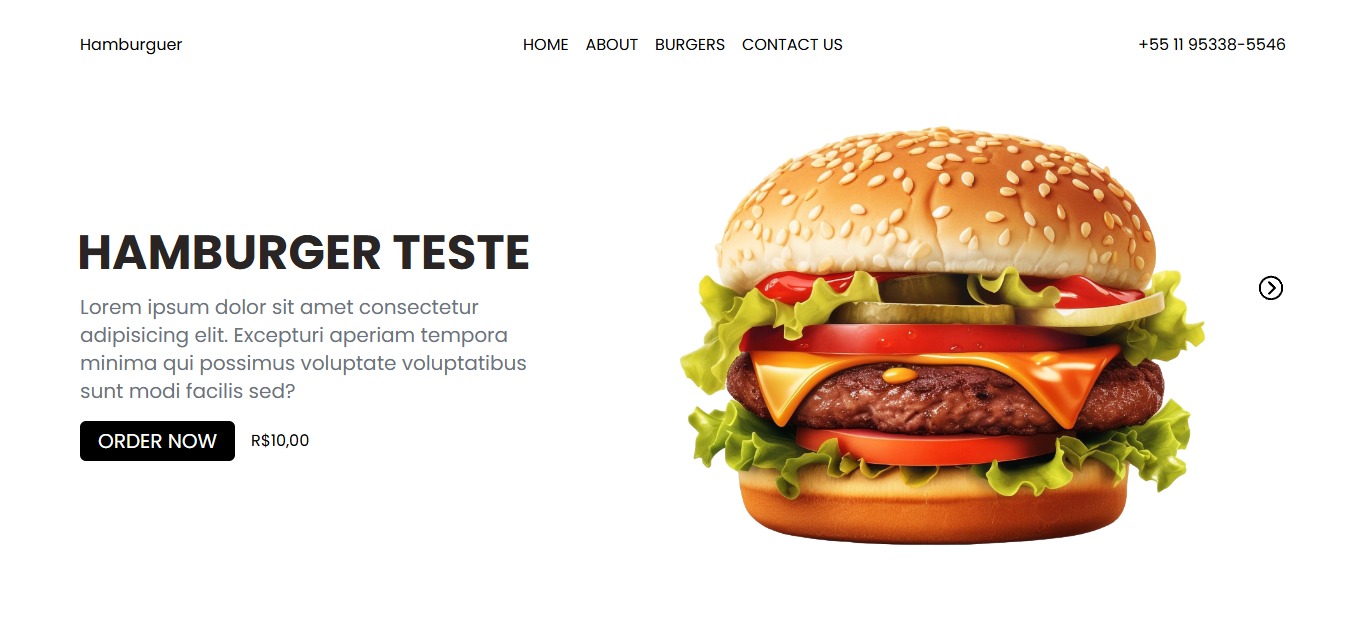 Hamburguer
HOME ABOUT BURGERS CONTACT US
+55 11 95338-5546
HAMBURGER TESTE
Lorem ipsum dolor sit amet consectetur
adipisicing elit. Excepturi aperiam tempora
minima qui possimus voluptate voluptatibus
sunt modi facilis sed?
ORDER NOW
R$10,00